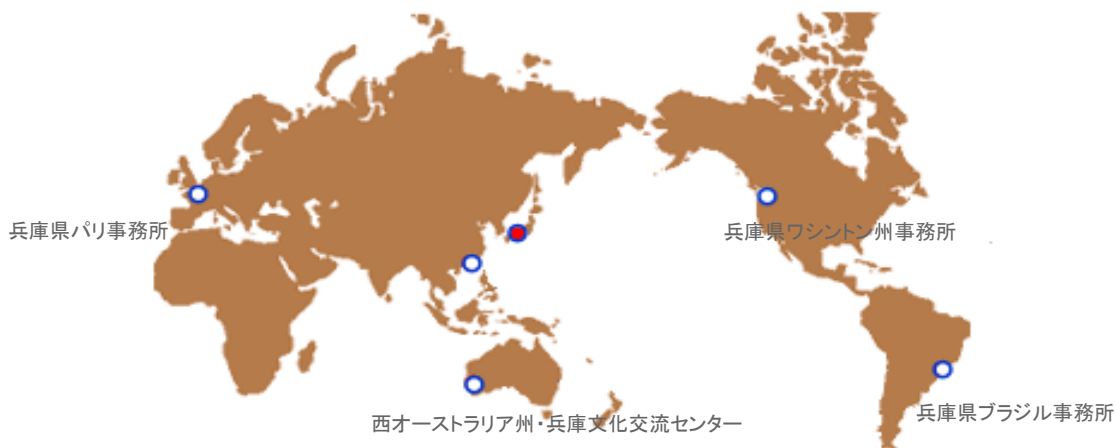 兵庫県パリ事務所
兵庫県ワシントン州事務所
西オーストラリア州・兵庫文化交流センター
兵庫県ブラジル事務所